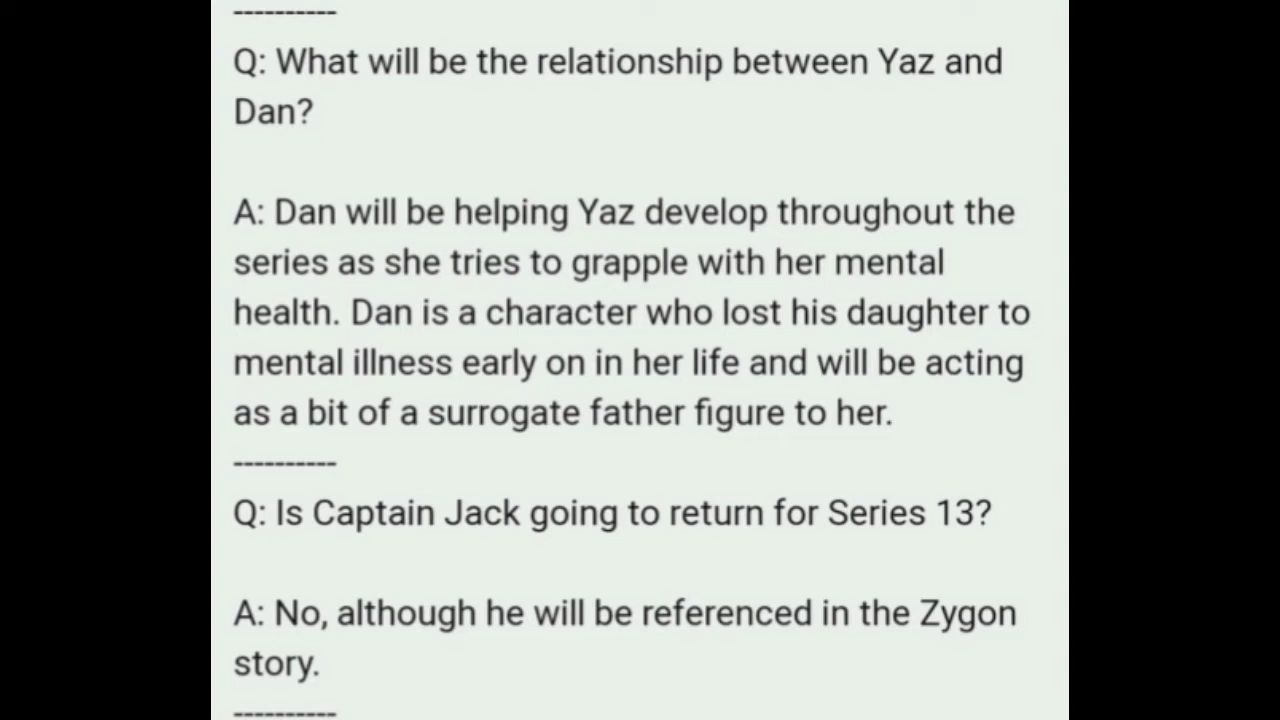 ----------
Q: What will be the relationship between Yaz and
Dan?
A: Dan will be helping Yaz develop throughout the
series as she tries to grapple with her mental
health. Dan is a character who lost his daughter to
mental illness early on in her life and will be acting
as a bit of a surrogate father figure to her.
----------
Q: Is Captain Jack going to return for Series 13?
A: No, although he will be referenced in the Zygon
story.
----------